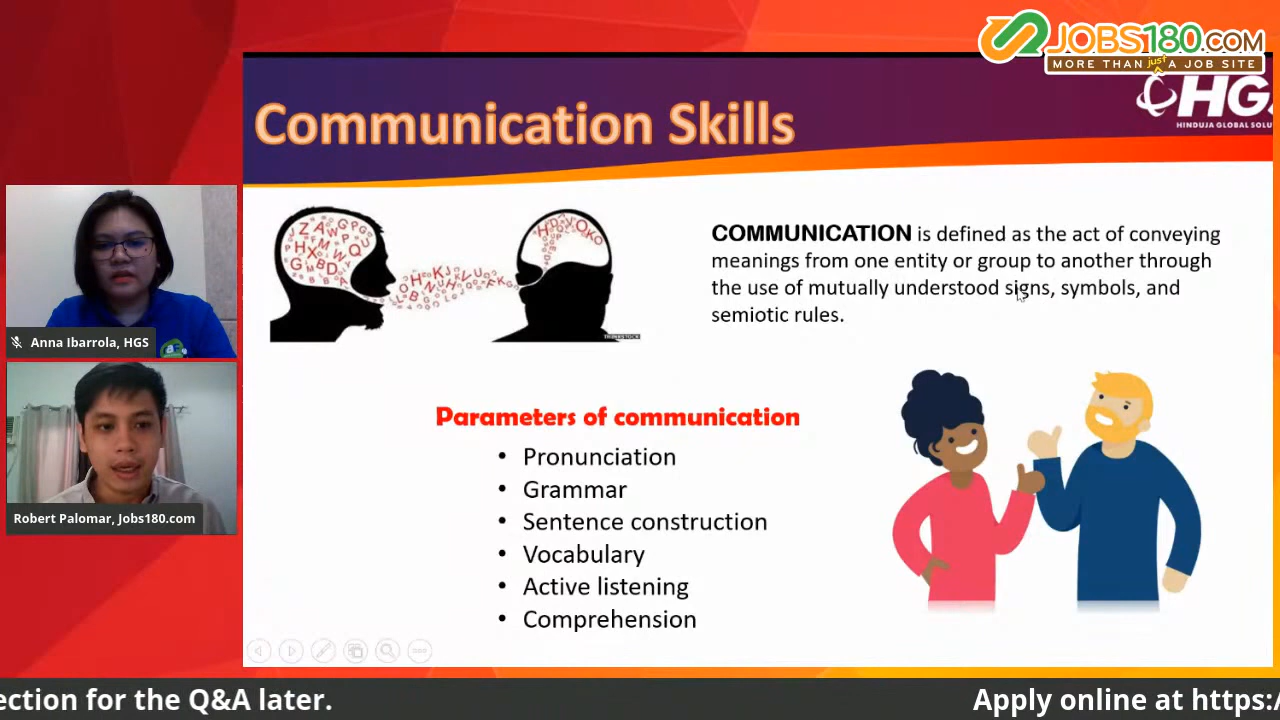 JOBS180.COM
MORE THAN just A JOB SITE
Communication Skills
HGS
HINDUJA GLOBAL SOLU
COMMUNICATION is defined as the act of conveying
meanings from one entity or group to another through
the use of mutually understood signs, symbols, and
semiotic rules.
THINKSTOCK
Anna Ibarrola, HGS
Parameters of communication
• Pronunciation
• Grammar
• Sentence construction
• Vocabulary
• Active listening
• Comprehension
Robert Palomar, Jobs180.com
ection for the Q&A later.
Apply online at https:/